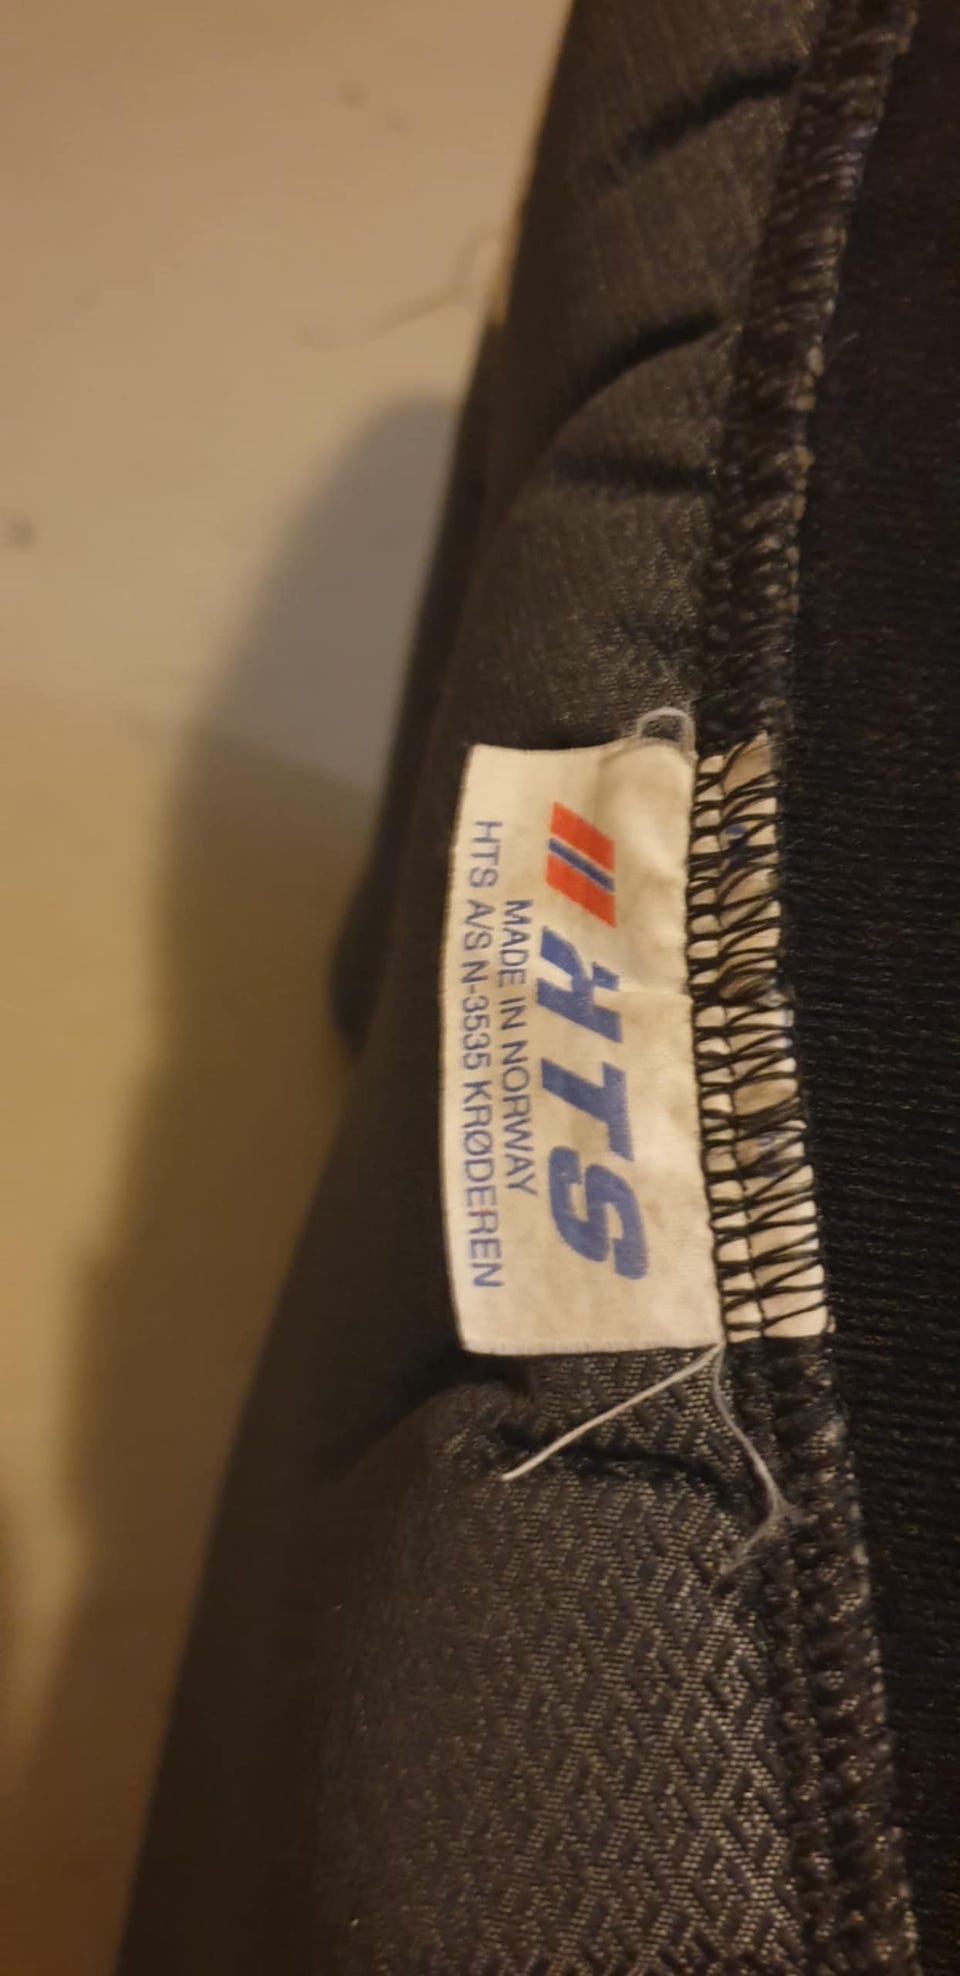 HTS
MADE IN NORWAY
HTS A/S N-3535 KRØDEREN